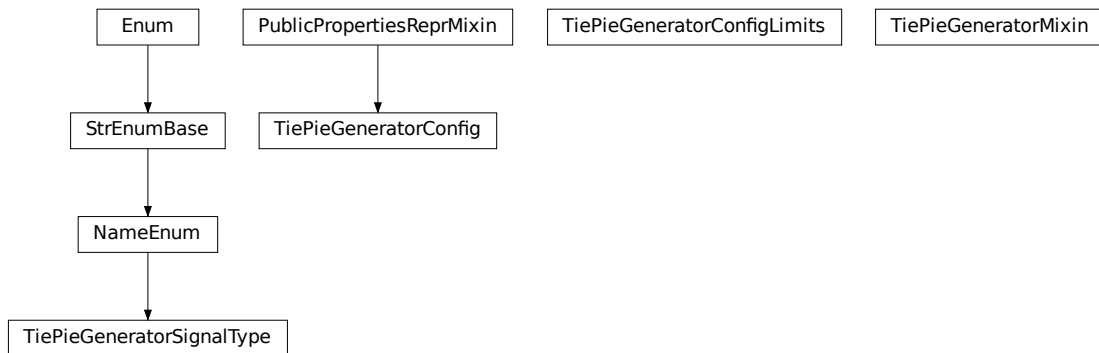 Enum
PublicPropertiesReprMixin
TiePieGeneratorConfigLimits
TiePieGeneratorMixin
StrEnumBase
TiePieGeneratorConfig
NameEnum
TiePieGeneratorSignalType